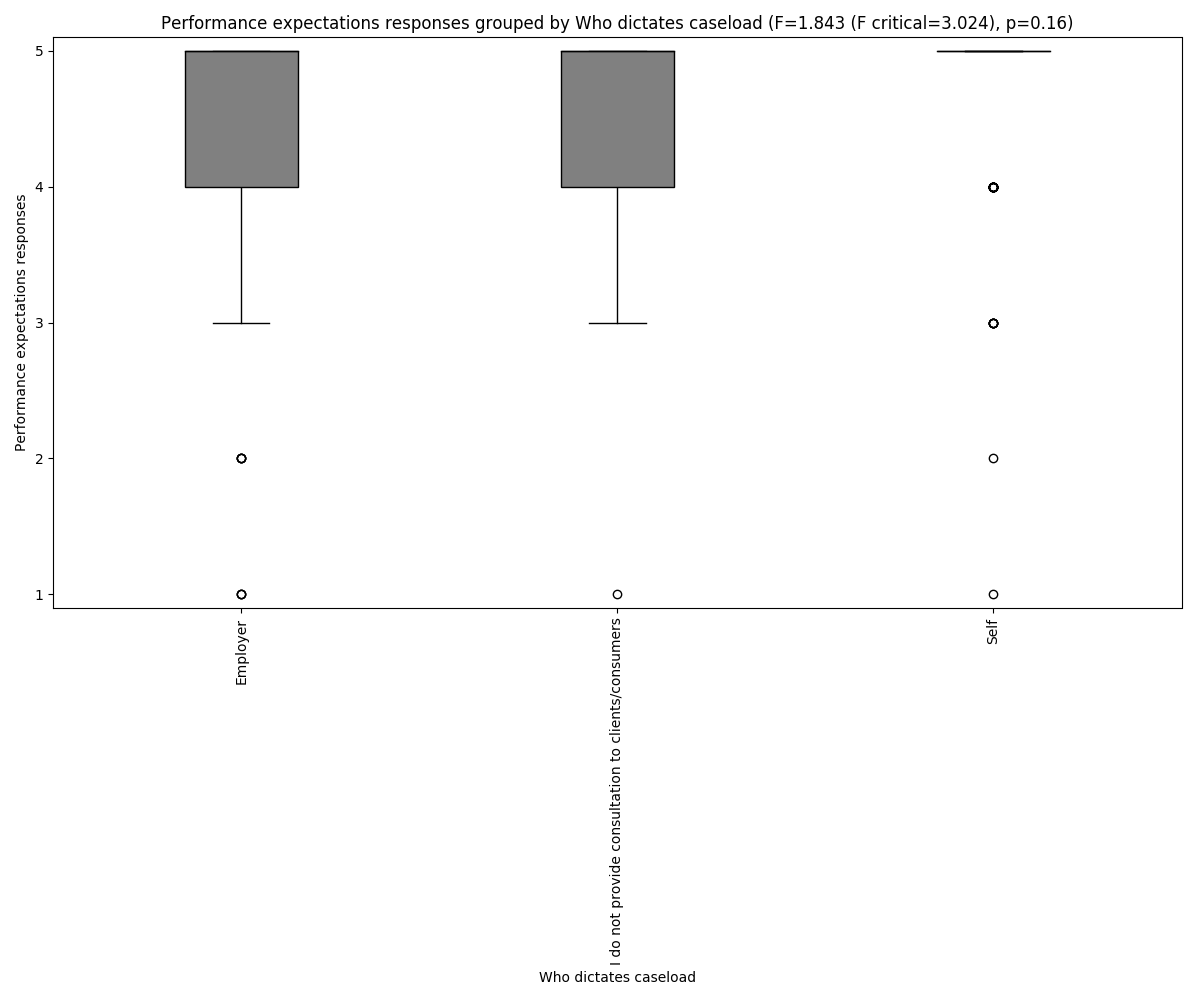 Performance expectations responses grouped by Who dictates caseload (F=1.843 (F critical=3.024), p=0.16)
Performance expectations responses
5
4
3
2
1
Employer
I do not provide consultation to clients/consumers
Self
Who dictates caseload